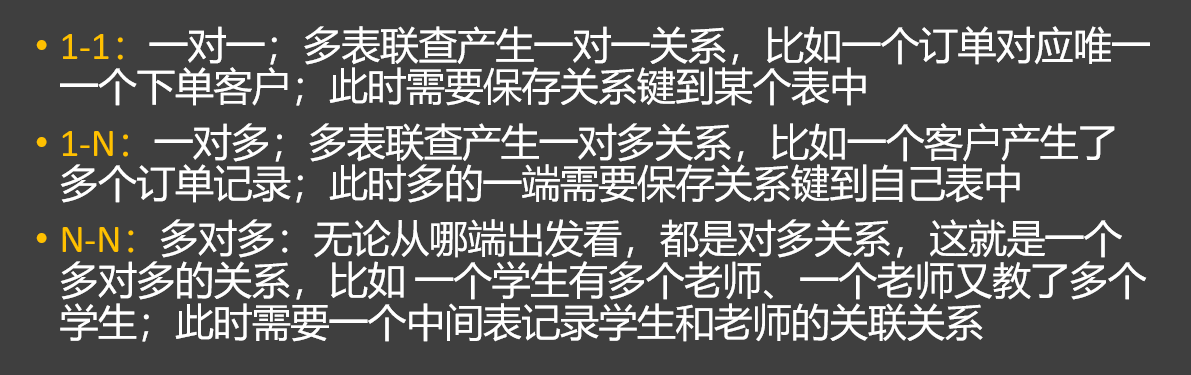 • 1-1：一对一；多表联查产生一对一关系，比如一个订单对应唯一
一个下单客户；此时需要保存关系键到某个表中
• 1-N：一对多；多表联查产生一对多关系，比如一个客户产生了
多个订单记录；此时多的一端需要保存关系键到自己表中
• N-N：多对多：无论从哪端出发看，都是对多关系，这就是一个
多对多的关系，比如 一个学生有多个老师、一个老师又教了多个
学生；此时需要一个中间表记录学生和老师的关联关系